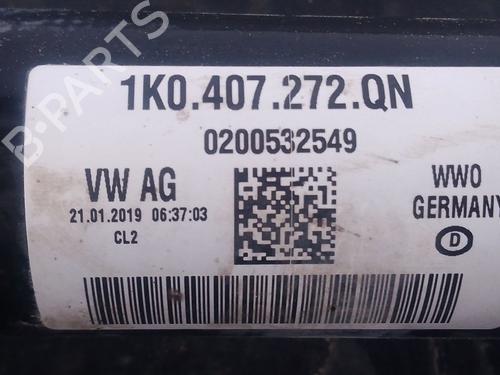 1K0.407.272.QN
0200532549
VW AG
21.01.2019 06:37:03
CL2
WWO
GERMANY
D
B-PARTS